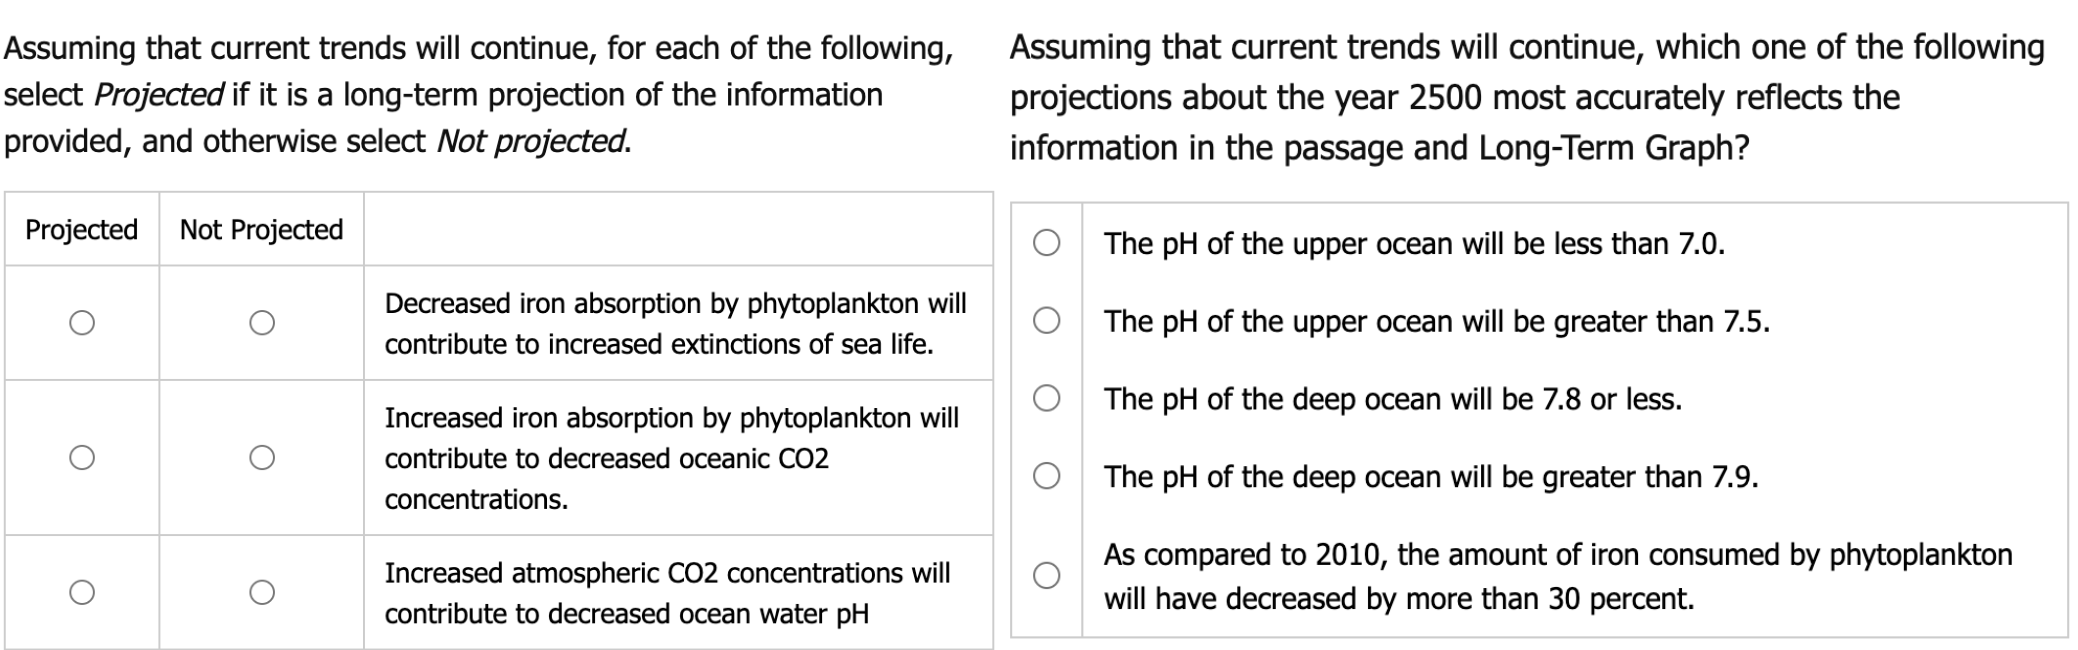 Assuming that current trends will continue, for each of the following,
select Projected if it is a long-term projection of the information
provided, and otherwise select Not projected.
Projected Not Projected
Decreased iron absorption by phytoplankton will
contribute to increased extinctions of sea life.
Increased iron absorption by phytoplankton will
contribute to decreased oceanic CO2
concentrations.
Increased atmospheric CO2 concentrations will
contribute to decreased ocean water pH
Assuming that current trends will continue, which one of the following
projections about the year 2500 most accurately reflects the
information in the passage and Long-Term Graph?
The pH of the upper ocean will be less than 7.0.
The pH of the upper ocean will be greater than 7.5.
The pH of the deep ocean will be 7.8 or less.
The pH of the deep ocean will be greater than 7.9.
As compared to 2010, the amount of iron consumed by phytoplankton
will have decreased by more than 30 percent.